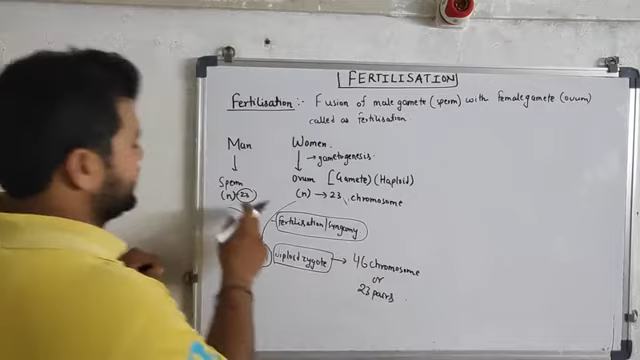 FERTILISATION
Fertilisation :- Fusion of male gamete (sperm) with female gamete (ovum)
called as fertilisation.
Man Women.
→ gametogenesis.
Sperm ovum [Gamete) (Haploid)
(n) (23) (n) → 23 chromosome
Fertilisation/Syngamy
diploid zygote → 46 chromosome
or
23 pairs.